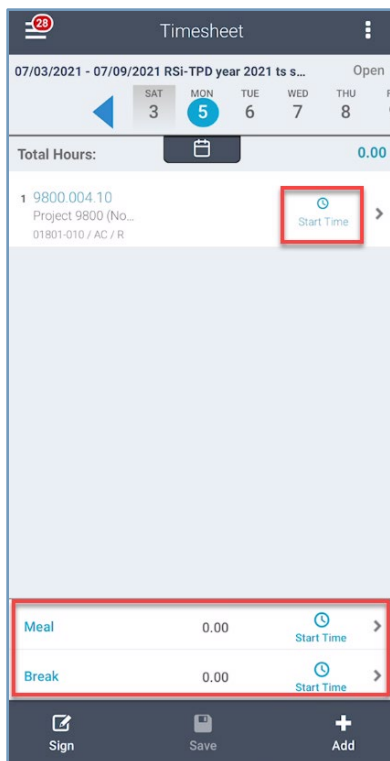 28
Timesheet
07/03/2021 - 07/09/2021 RSi-TPD year 2021 ts s... Open
SAT MON TUE WED THU
3 5 6 7 8
Total Hours: 0.00
1 9800.004.10
Project 9800 (No...
01801-010 / AC / R
Start Time
Meal 0.00 Start Time
Break 0.00 Start Time
Sign Save Add